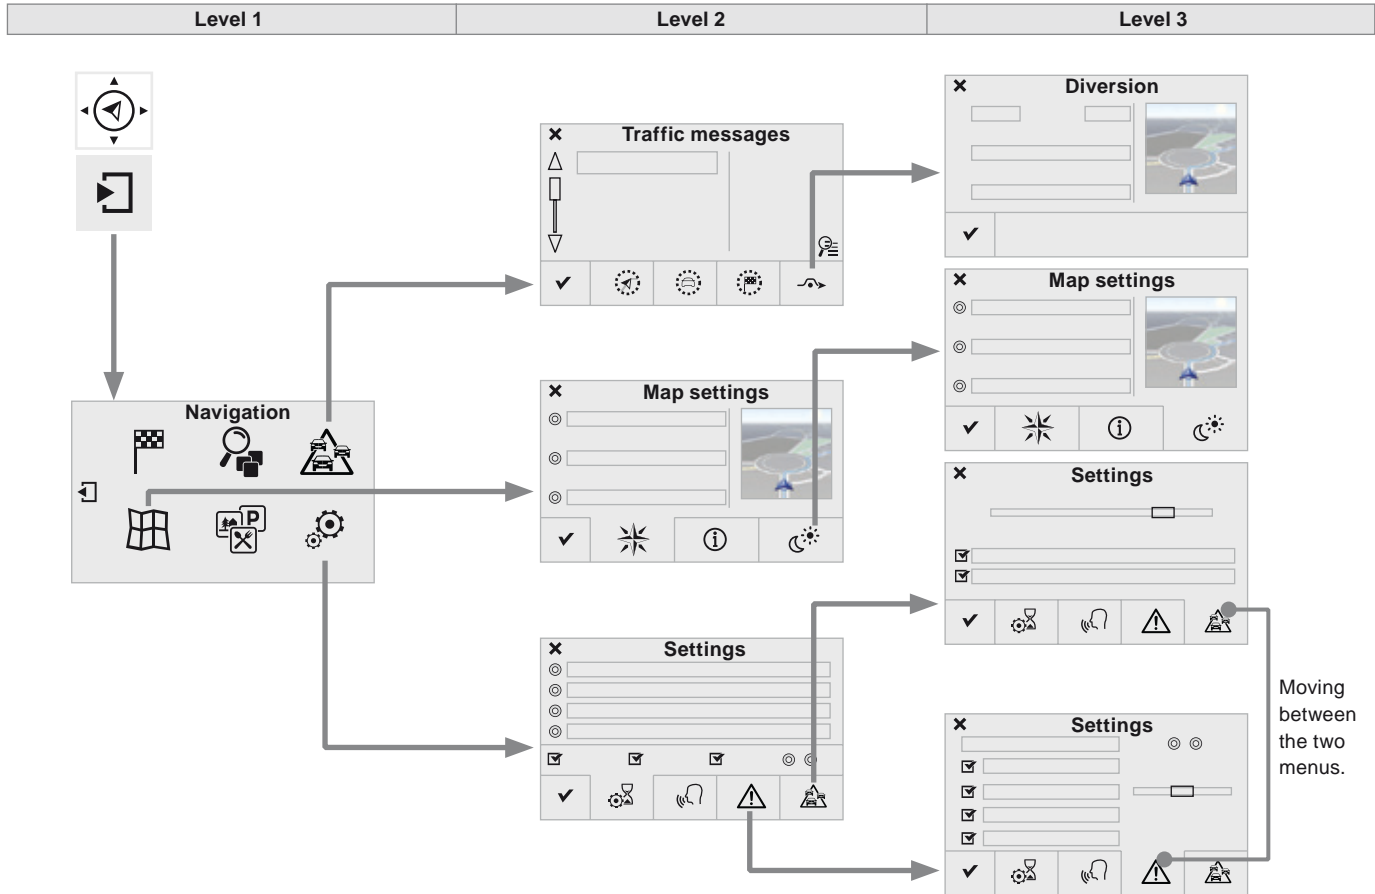 Level 1
Level 2
Level 3
Diversion
Traffic messages
Map settings
Map settings
Navigation
Settings
P
i
i
Settings
Settings
Moving
between
the two
menus.